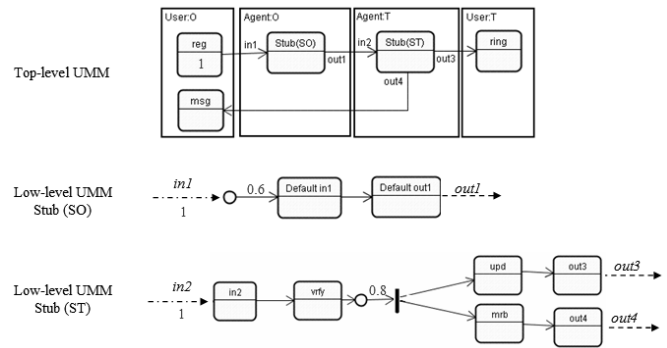 User:O
Agent:O
Agent:T
User:T
Top-level UMM
reg
1
in1
Stub(SO)
out1
in2
Stub(ST)
out3
out4
ring
msg
Low-level UMM
Stub (SO)
in1
1
0.6
Default in1
Default out1
out1
Low-level UMM
Stub (ST)
in2
1
in2
vrfy
0.8
upd
out3
out3
mrb
out4
out4